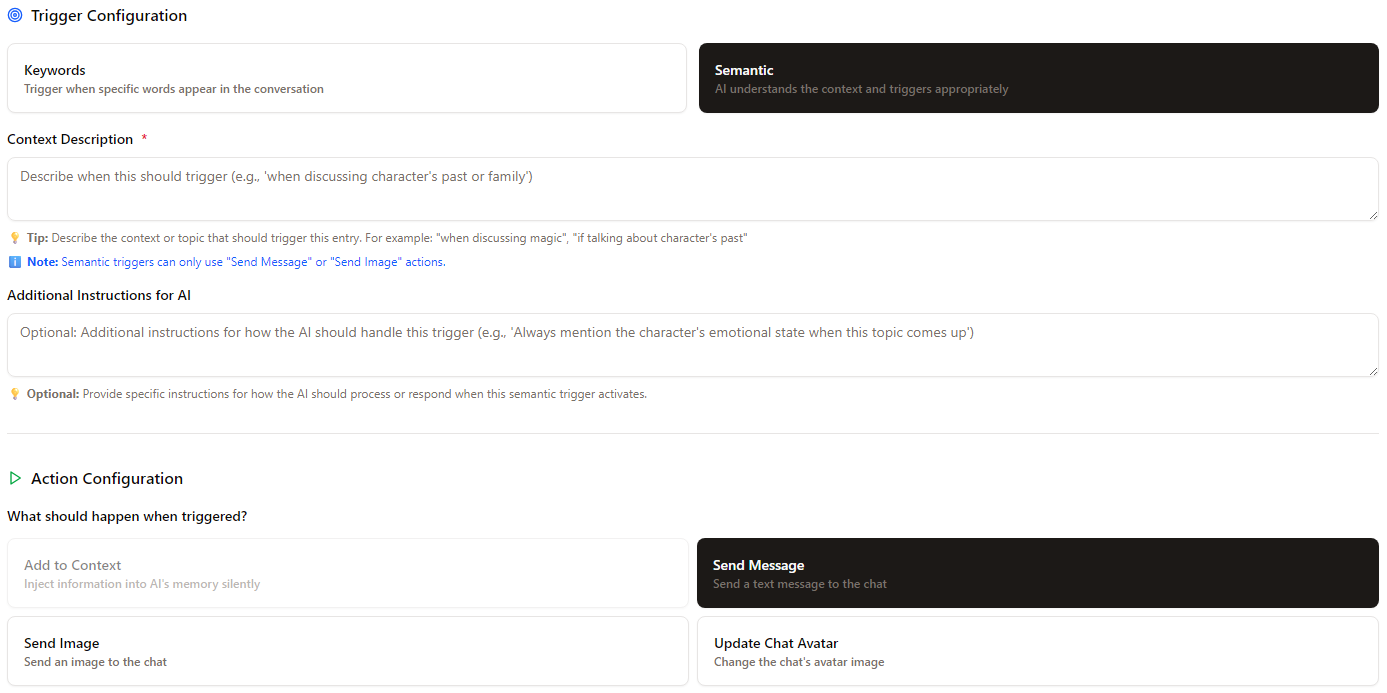 Trigger Configuration
Keywords
Trigger when specific words appear in the conversation
Semantic
AI understands the context and triggers appropriately
Context Description *
Describe when this should trigger (e.g., 'when discussing character's past or family')
💡 Tip: Describe the context or topic that should trigger this entry. For example: "when discussing magic", "if talking about character's past"
ℹ️ Note: Semantic triggers can only use "Send Message" or "Send Image" actions.
Additional Instructions for AI
Optional: Additional instructions for how the AI should handle this trigger (e.g., 'Always mention the character's emotional state when this topic comes up')
💡 Optional: Provide specific instructions for how the AI should process or respond when this semantic trigger activates.
Action Configuration
What should happen when triggered?
Add to Context
Inject information into AI's memory silently
Send Message
Send a text message to the chat
Send Image
Send an image to the chat
Update Chat Avatar
Change the chat's avatar image